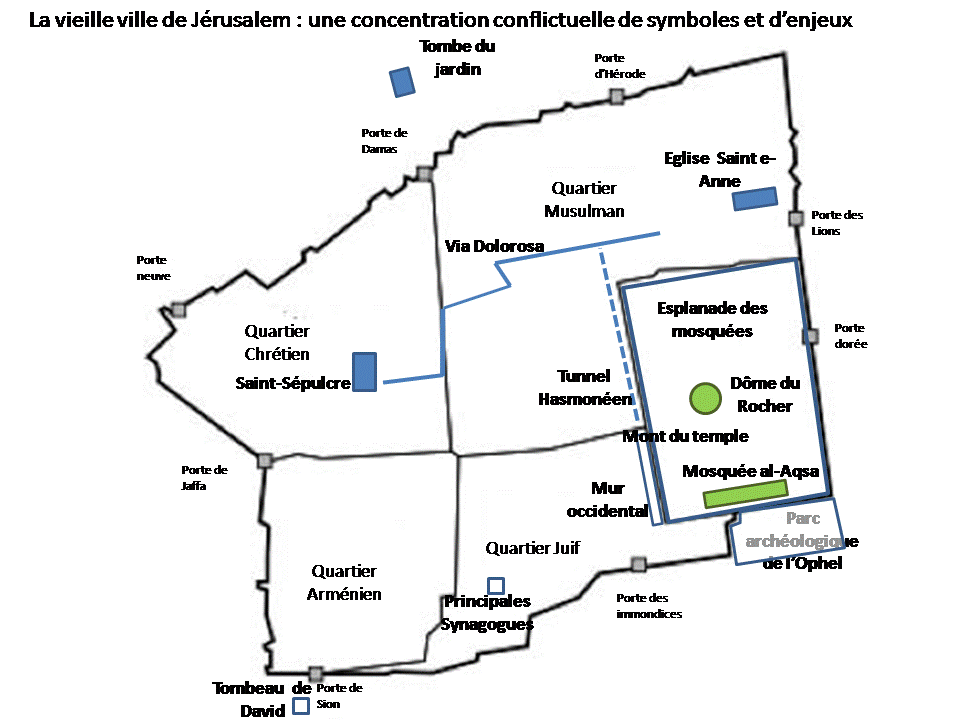 La vieille ville de Jérusalem : une concentration conflictuelle de symboles et d'enjeux
Tombe du
jardin
Porte
d'Hérode
Porte de
Damas
Eglise Saint e-
Anne
Quartier
Musulman
Porte des
Lions
Via Dolorosa
Porte
neuve
Esplanade des
mosquées
Quartier
Chrétien
Porte
dorée
Saint-Sépulcre
Tunnel
Hasmonéen
Dôme du
Rocher
Mont du temple
Porte de
Jaffa
Mosquée al-Aqsa
Mur
occidental
Parc
archéologique
de l'Ophel
Quartier Juif
Quartier
Arménien
Principales
Synagogues
Porte des
immondices
Tombeau de
David
Porte de
Sion